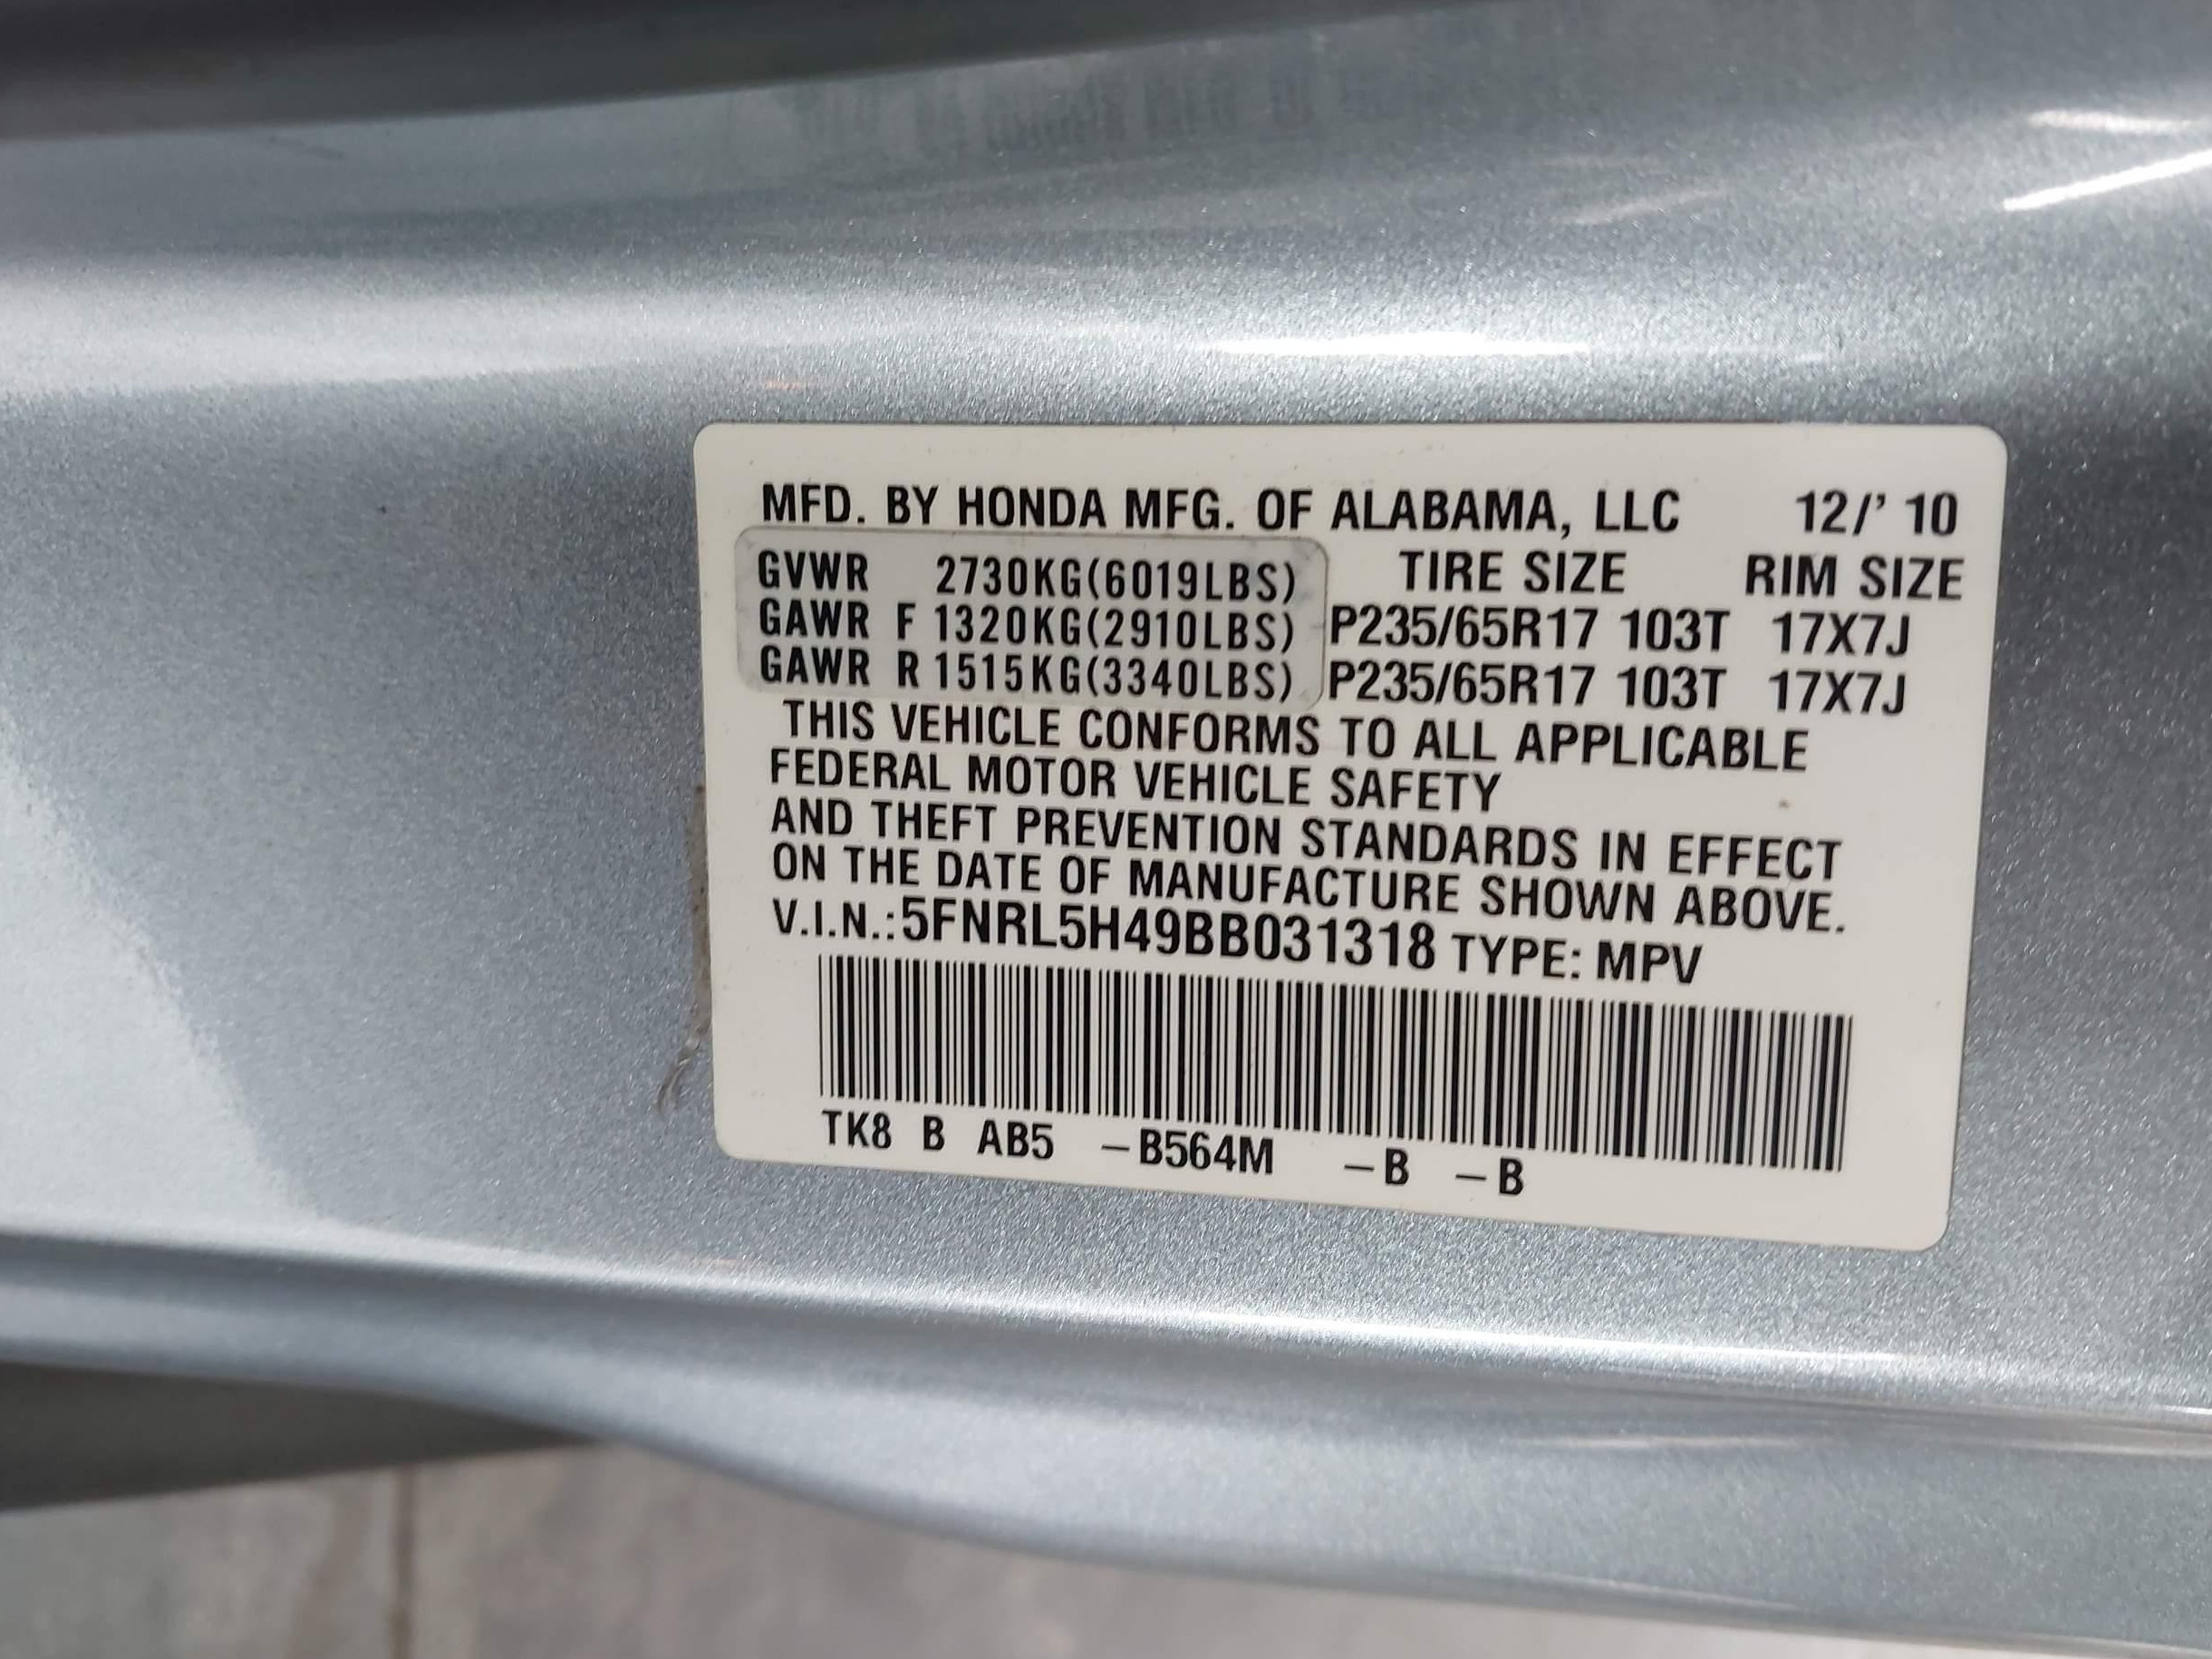 MFD. BY HONDA MFG. OF ALABAMA, LLC 12/' 10
GVWR 2730KG(6019LBS) TIRE SIZE RIM SIZE
GAWR F 1320KG(2910LBS) P235/65R17 103T 17X7J
GAWR R 1515KG(3340LBS) P235/65R17 103T 17X7J
THIS VEHICLE CONFORMS TO ALL APPLICABLE
FEDERAL MOTOR VEHICLE SAFETY
AND THEFT PREVENTION STANDARDS IN EFFECT
ON THE DATE OF MANUFACTURE SHOWN ABOVE.
V.I.N.:5FNRL5H49BB031318 TYPE: MPV
TK8 B AB5 –B564M –B –B